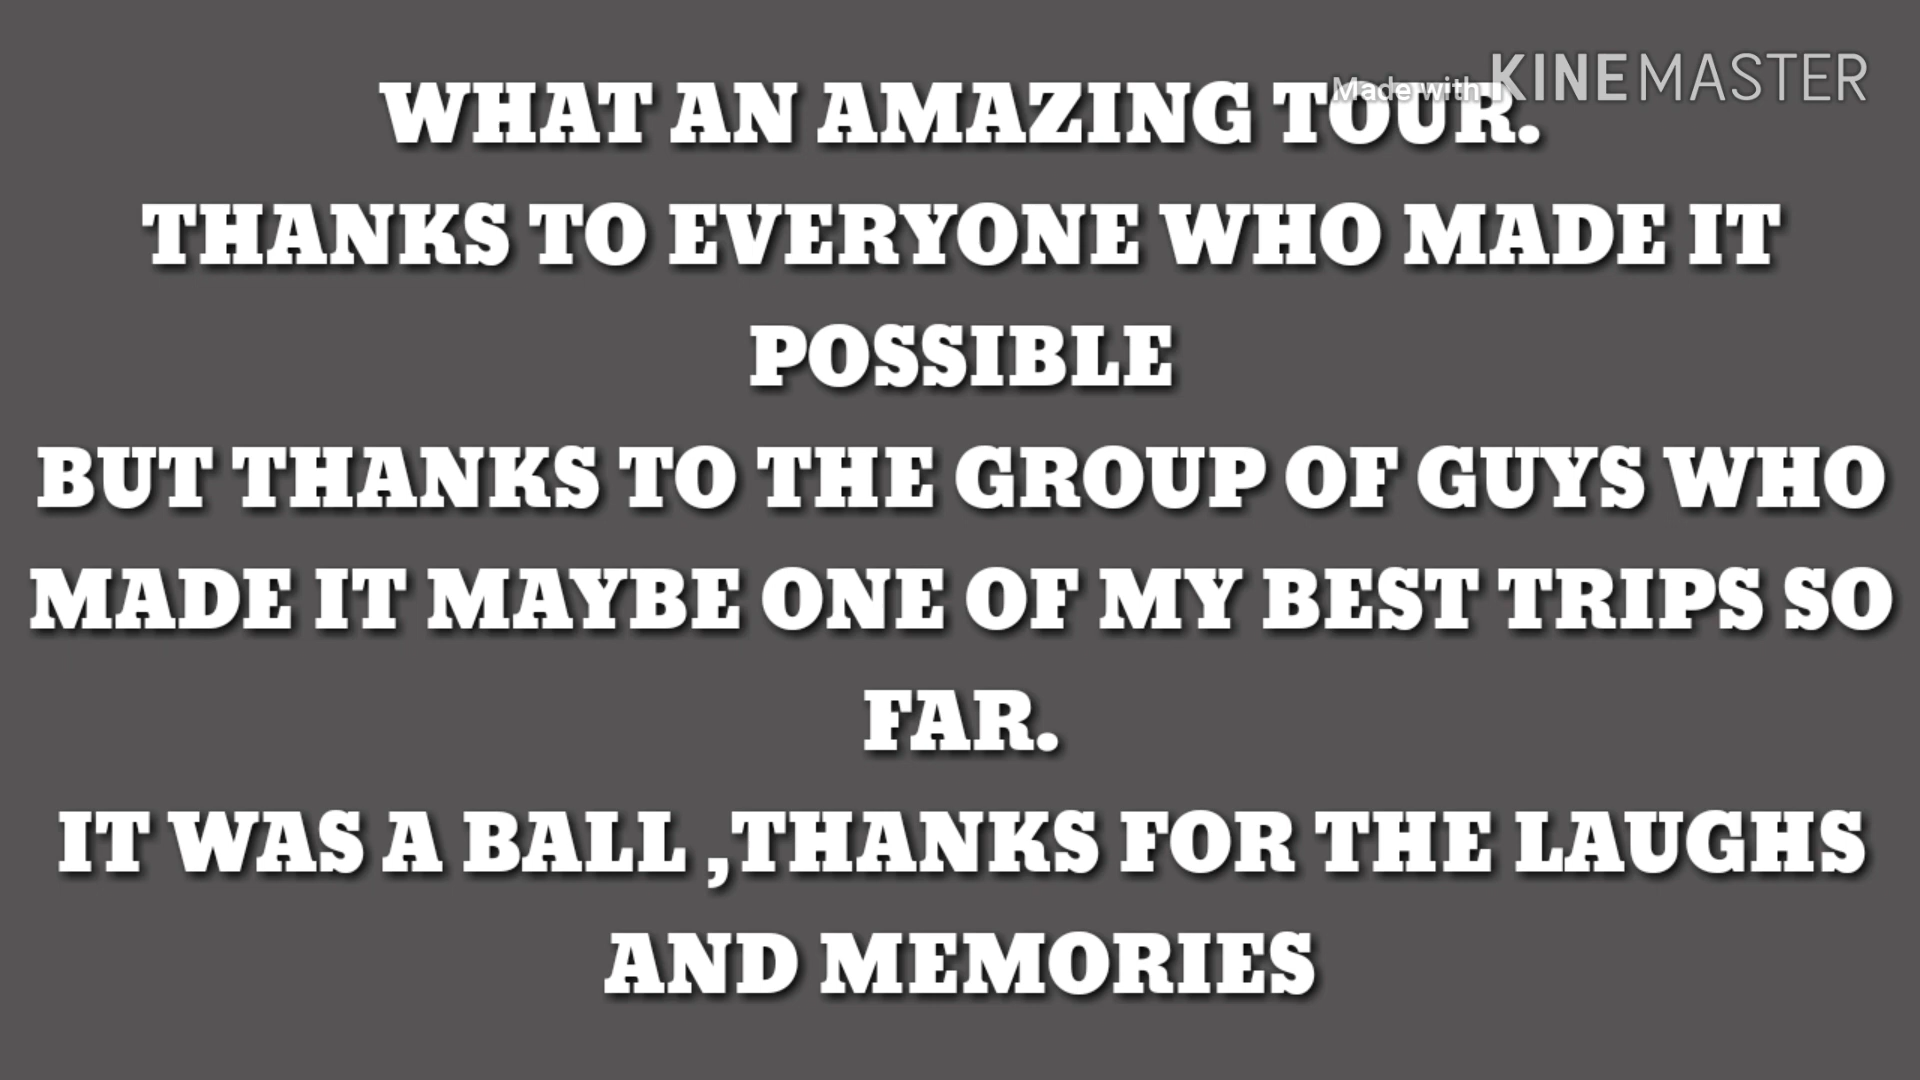 Made with KINEMASTER
WHAT AN AMAZING TOUR.
THANKS TO EVERYONE WHO MADE IT
POSSIBLE
BUT THANKS TO THE GROUP OF GUYS WHO
MADE IT MAYBE ONE OF MY BEST TRIPS SO
FAR.
IT WAS A BALL ,THANKS FOR THE LAUGHS
AND MEMORIES